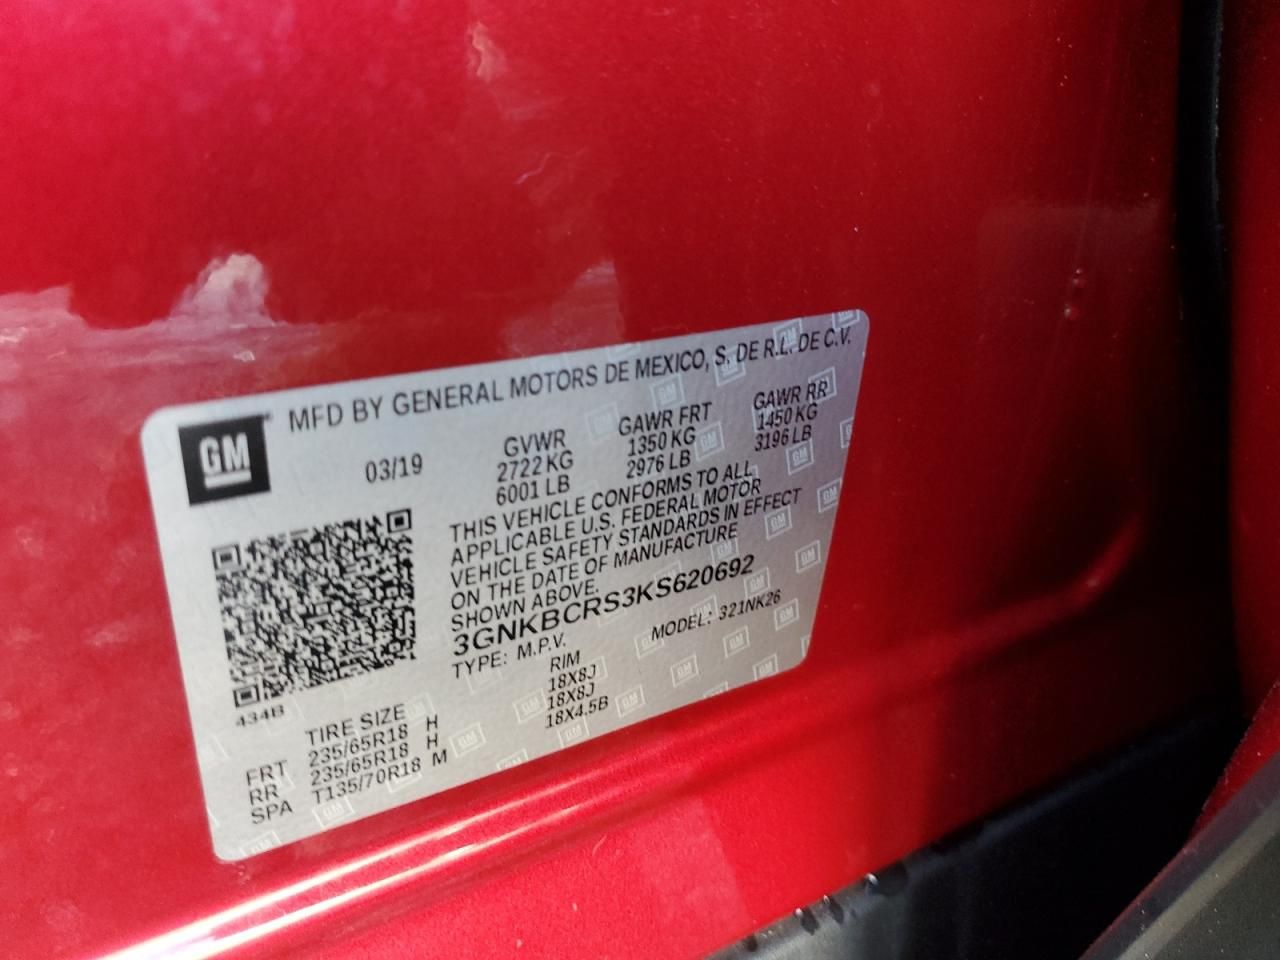 MFD BY GENERAL MOTORS DE MEXICO, S. DE R.L. DE C.V.
GM
03/19
GVWR GAWR FRT GAWR RR
2722 KG 1350 KG 1450 KG
6001 LB 2976 LB 3196 LB
THIS VEHICLE CONFORMS TO ALL
APPLICABLE U.S. FEDERAL MOTOR
VEHICLE SAFETY STANDARDS IN EFFECT
ON THE DATE OF MANUFACTURE
SHOWN ABOVE.
3GNKBCRS3KS620692
TYPE: M.P.V. MODEL: 321NK26
434B
TIRE SIZE RIM
FRT 235/65R18 H 18X8J
RR 235/65R18 H 18X8J
SPA T135/70R18 M 18X4.5B